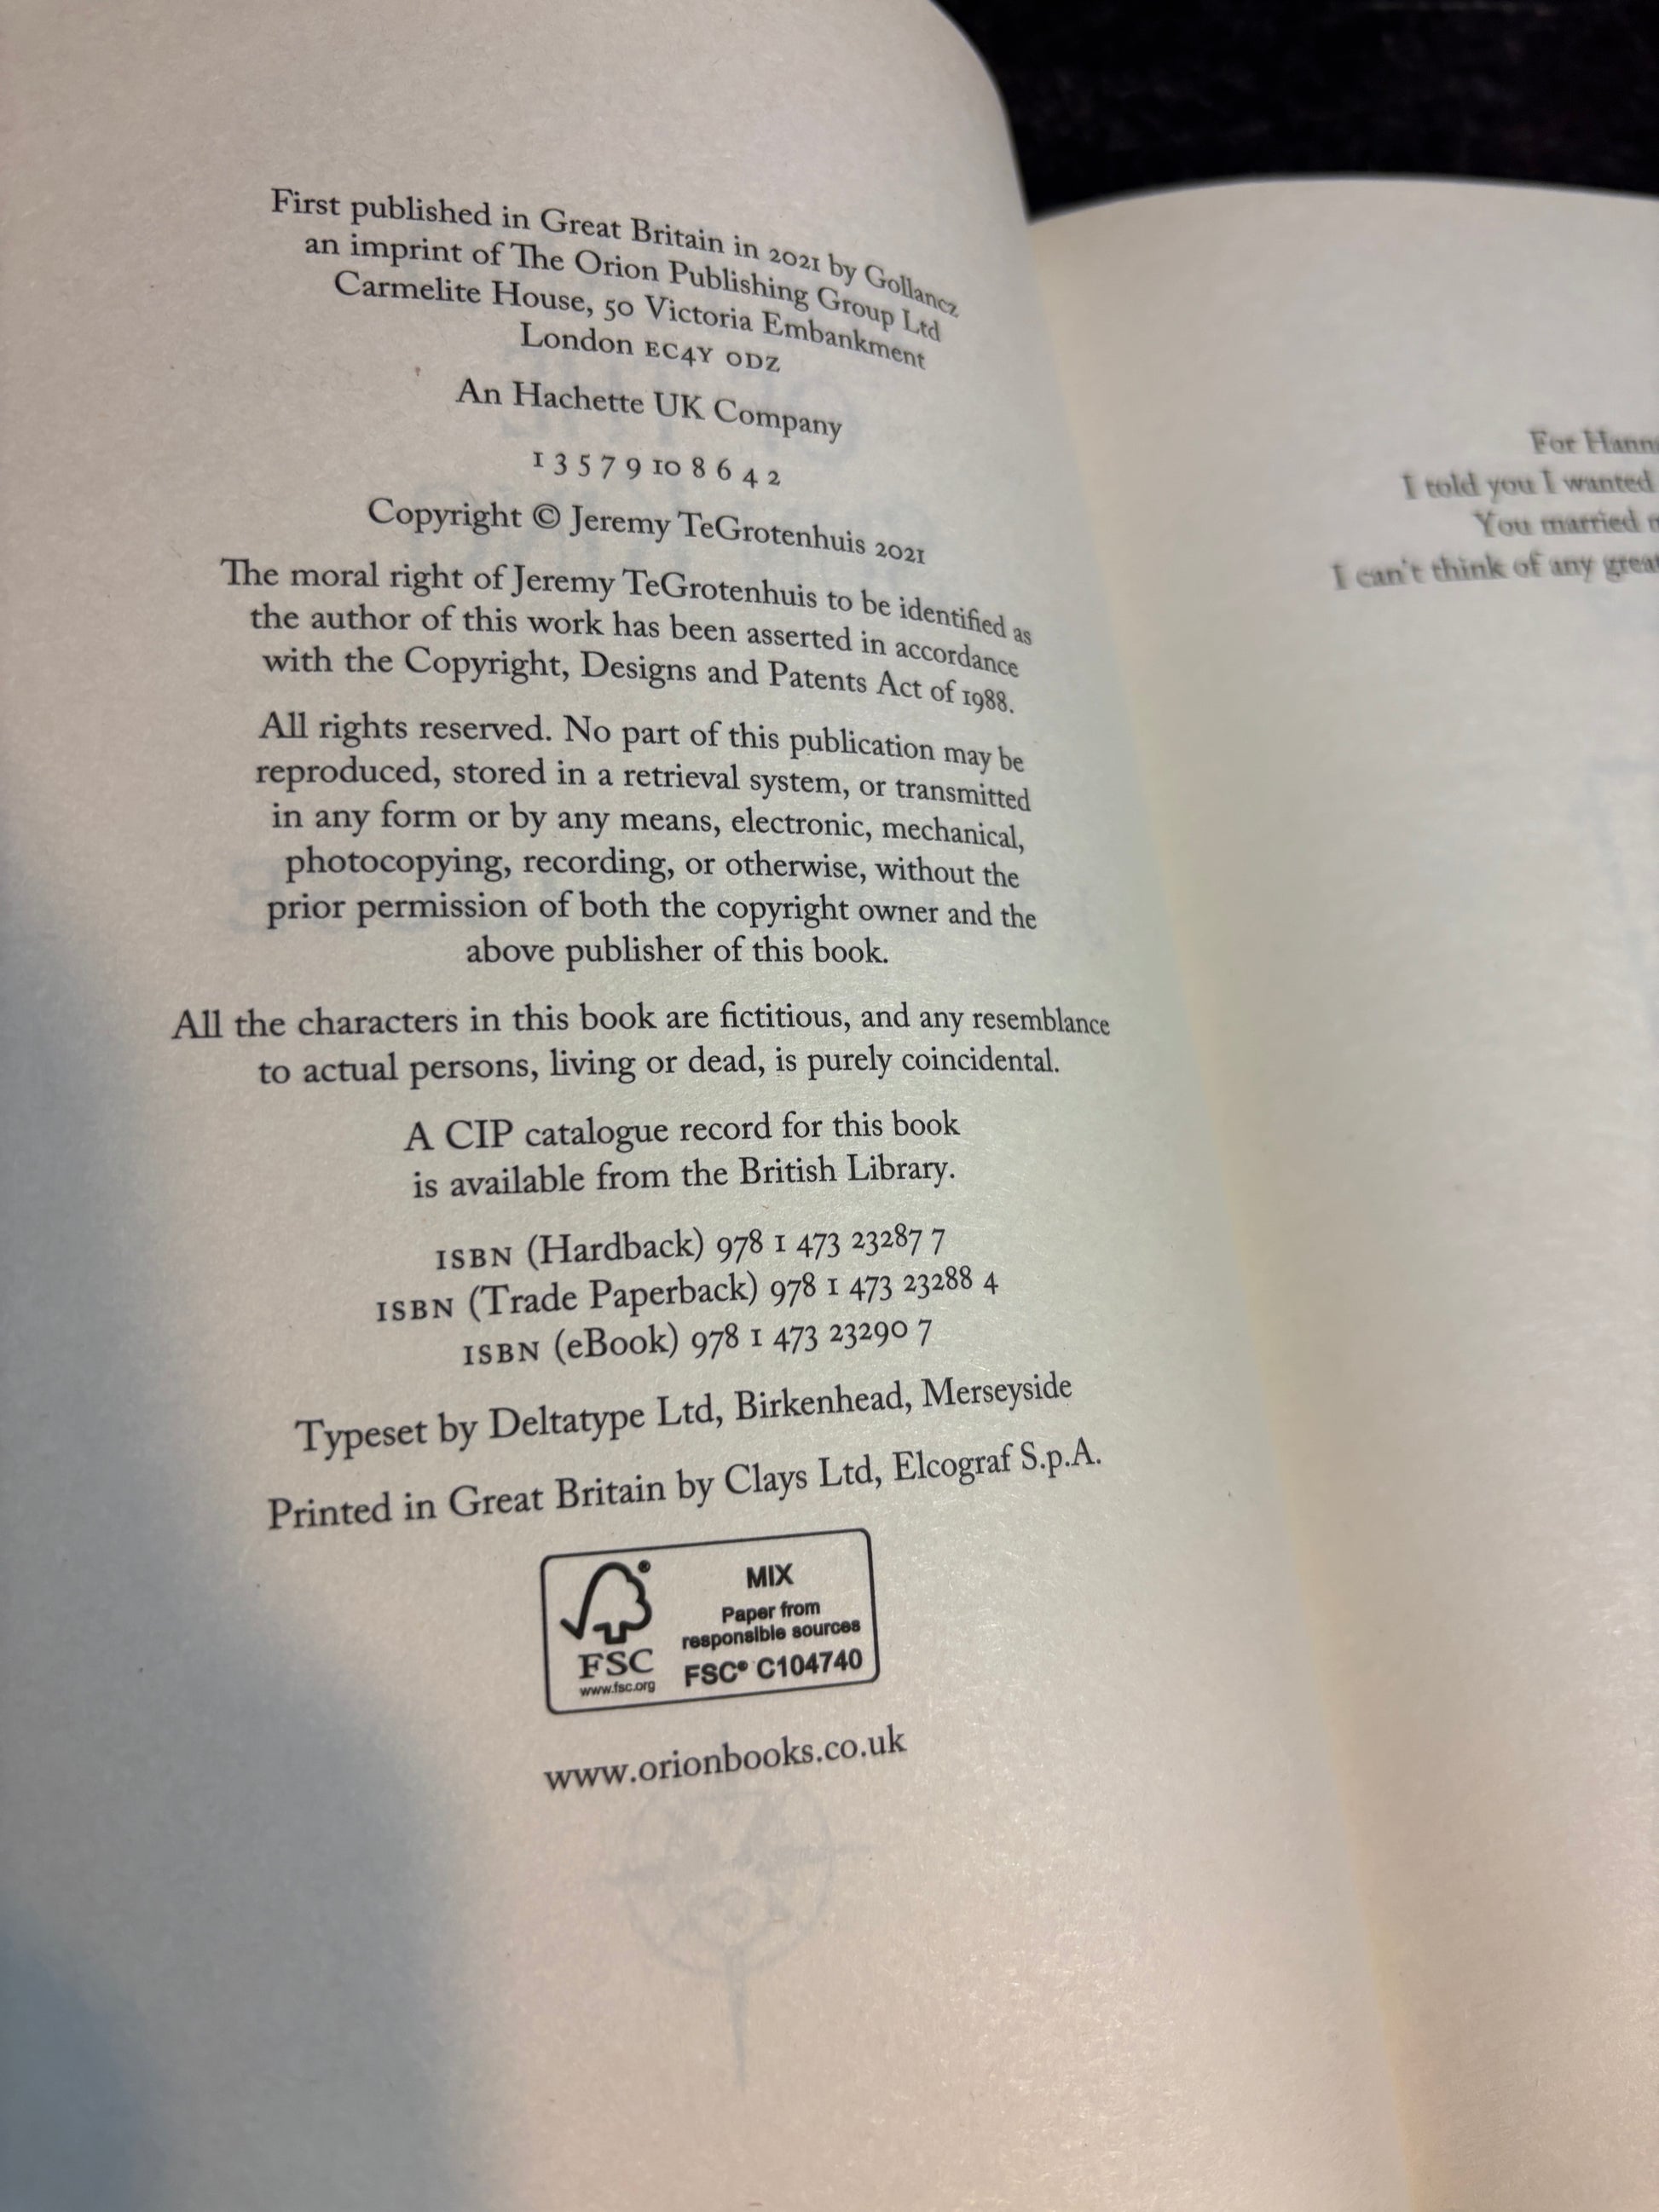 First published in Great Britain in 2021 by Gollancz
an imprint of The Orion Publishing Group Ltd
Carmelite House, 50 Victoria Embankment
London EC4Y 0DZ
An Hachette UK Company
1 3 5 7 9 10 8 6 4 2
Copyright © Jeremy TeGrotenhuis 2021
The moral right of Jeremy TeGrotenhuis to be identified as
the author of this work has been asserted in accordance
with the Copyright, Designs and Patents Act of 1988.
All rights reserved. No part of this publication may be
reproduced, stored in a retrieval system, or transmitted
in any form or by any means, electronic, mechanical,
photocopying, recording, or otherwise, without the
prior permission of both the copyright owner and the
above publisher of this book.
All the characters in this book are fictitious, and any resemblance
to actual persons, living or dead, is purely coincidental.
A CIP catalogue record for this book
is available from the British Library.
ISBN (Hardback) 978 1 473 23287 7
ISBN (Trade Paperback) 978 1 473 23288 4
ISBN (eBook) 978 1 473 23290 7
Typeset by Deltatype Ltd, Birkenhead, Merseyside
Printed in Great Britain by Clays Ltd, Elcograf S.p.A.
MIX
Paper from
responsible sources
FSC® C104740
FSC
www.fsc.org
www.orionbooks.co.uk
For
I told you I wanted
You married
I can't think of any